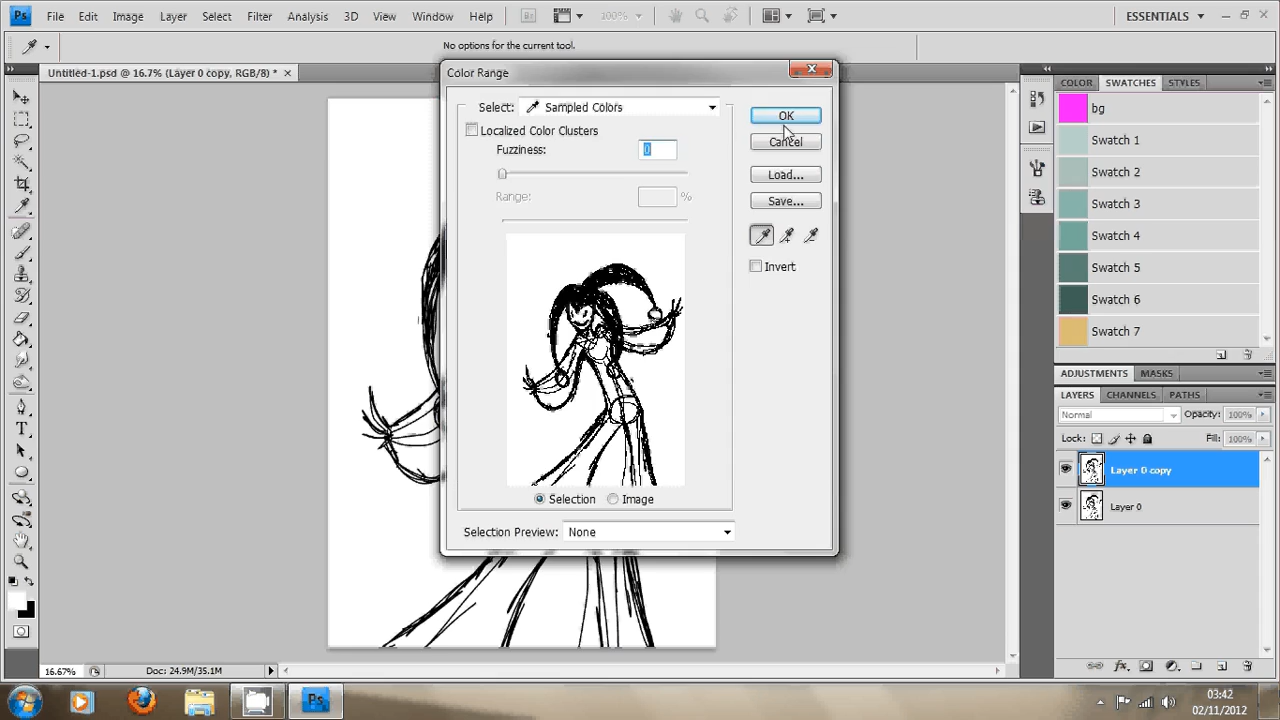 Ps File Edit Image Layer Select Filter Analysis 3D View Window Help Br 100% ESSENTIALS
No options for the current tool.
Untitled-1.psd @ 16.7% (Layer 0 copy, RGB/8) *
Color Range
Select: Sampled Colors
Localized Color Clusters
Fuzziness: 0
Range: %
Selection Image
Selection Preview: None
OK
Cancel
Load...
Save...
Invert
COLOR SWATCHES STYLES
bg
Swatch 1
Swatch 2
Swatch 3
Swatch 4
Swatch 5
Swatch 6
Swatch 7
ADJUSTMENTS MASKS
LAYERS CHANNELS PATHS
Normal Opacity: 100%
Lock: Fill: 100%
Layer 0 copy
Layer 0
fx
T
16.67% Doc: 24.9M/35.1M
Ps
03:42
02/11/2012